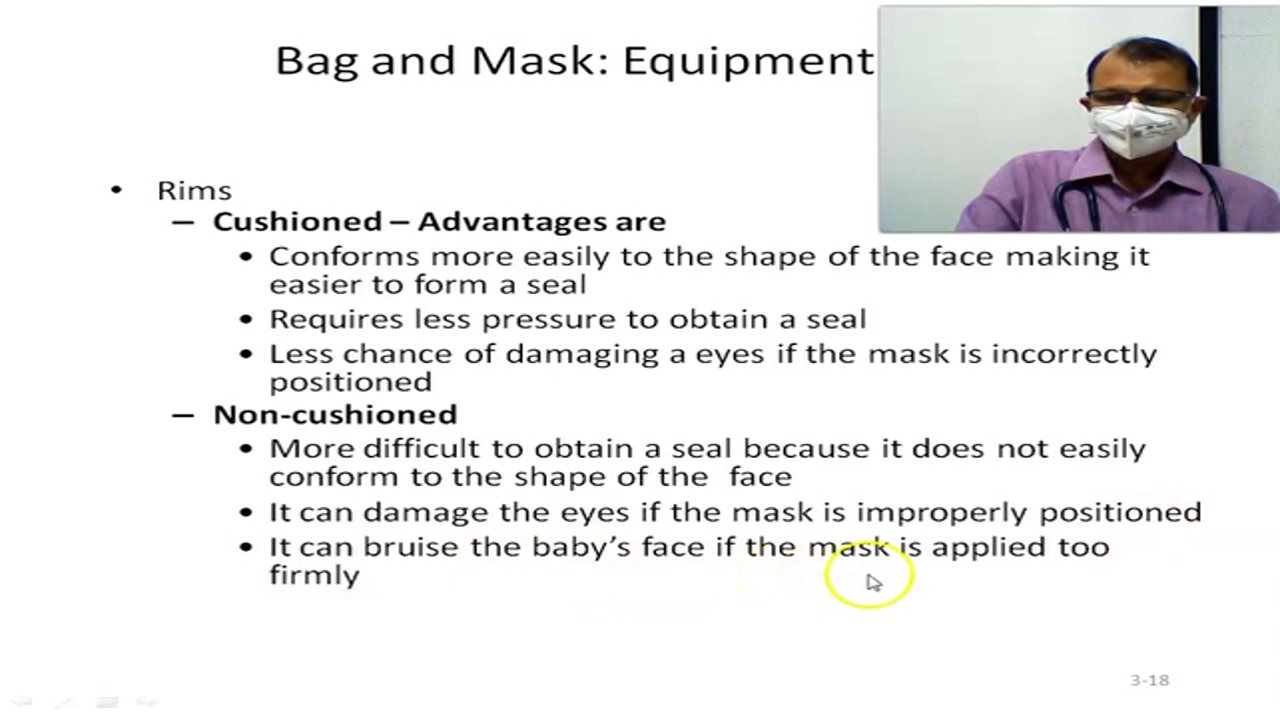 Bag and Mask: Equipment
• Rims
– Cushioned – Advantages are
• Conforms more easily to the shape of the face making it
easier to form a seal
• Requires less pressure to obtain a seal
• Less chance of damaging a eyes if the mask is incorrectly
positioned
– Non-cushioned
• More difficult to obtain a seal because it does not easily
conform to the shape of the face
• It can damage the eyes if the mask is improperly positioned
• It can bruise the baby’s face if the mask is applied too
firmly
3-18